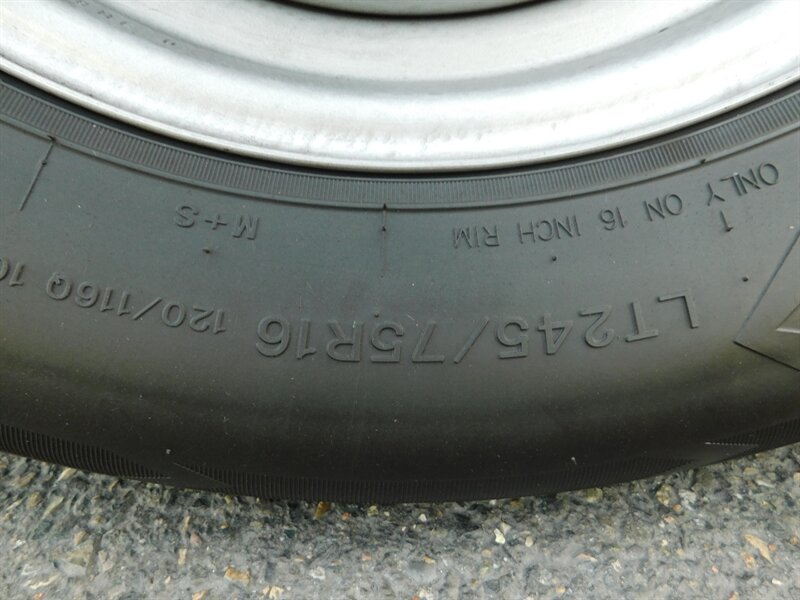 ONLY ON 16 INCH RIM
M+S
LT245/75R16 120/116Q